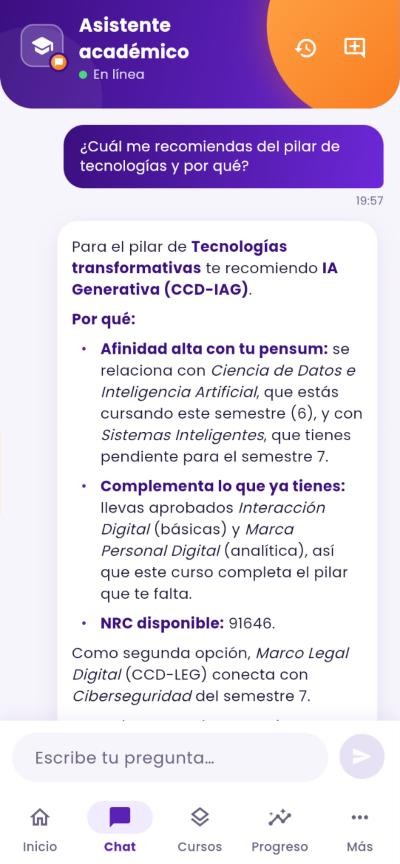 Asistente
académico
En línea
¿Cuál me recomiendas del pilar de
tecnologías y por qué?
19:57
Para el pilar de Tecnologías
transformativas te recomiendo IA
Generativa (CCD-IAG).
Por qué:
• Afinidad alta con tu pensum: se
relaciona con Ciencia de Datos e
Inteligencia Artificial, que estás
cursando este semestre (6), y con
Sistemas Inteligentes, que tienes
pendiente para el semestre 7.
• Complementa lo que ya tienes:
llevas aprobados Interacción
Digital (básicas) y Marca
Personal Digital (analítica), así
que este curso completa el pilar
que te falta.
• NRC disponible: 91646.
Como segunda opción, Marco Legal
Digital (CCD-LEG) conecta con
Ciberseguridad del semestre 7.
Escribe tu pregunta...
Inicio
Chat
Cursos
Progreso
Más